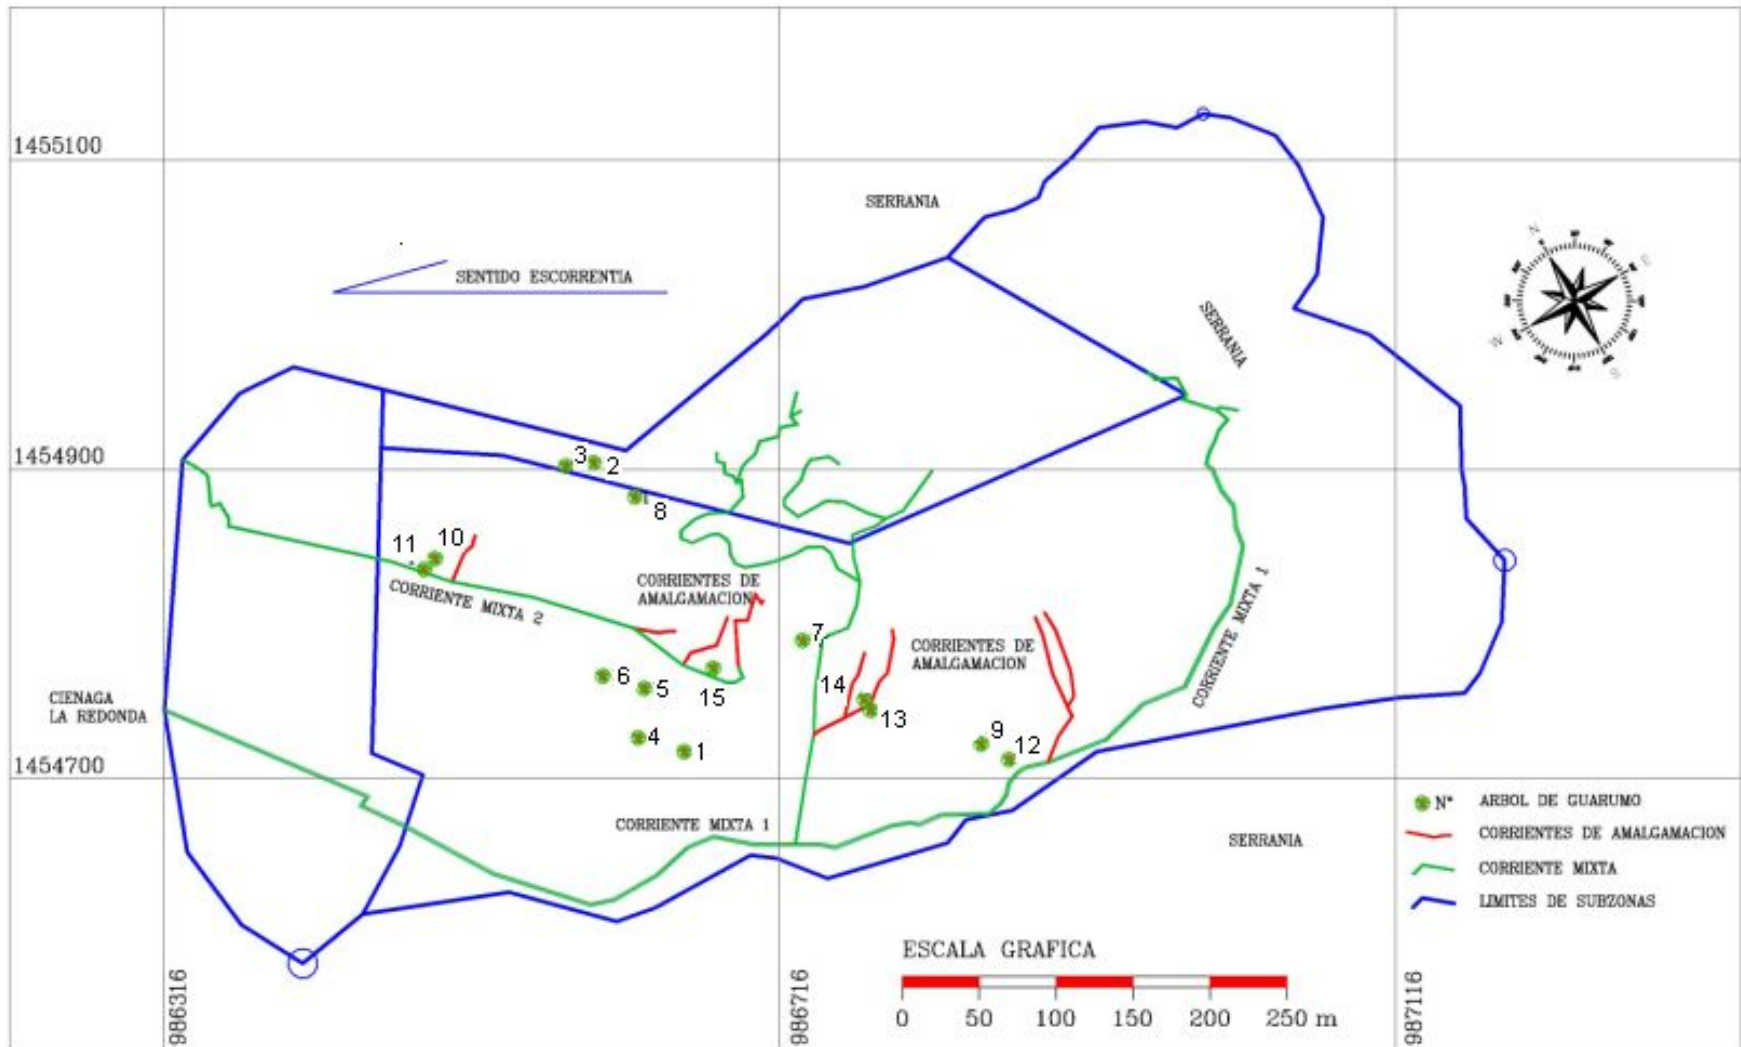 1455100
SERRANIA
SENTIDO ESCORRENTIA
SERRANIA
N
E
W
S
1454900
3
2
8
11
10
CORRIENTE MIXTA 2
CORRIENTES DE
AMALGAMACION
7
CORRIENTES DE
AMALGAMACION
CORRIENTE MIXTA 1
6
5
15
14
13
CIENAGA
LA REDONDA
4
1
9
12
1454700
CORRIENTE MIXTA 1
SERRANIA
Nº ARBOL DE GUARUMO
CORRIENTES DE AMALGAMACION
CORRIENTE MIXTA
LIMITES DE SUBZONAS
ESCALA GRAFICA
0 50 100 150 200 250 m
986316
986716
987116